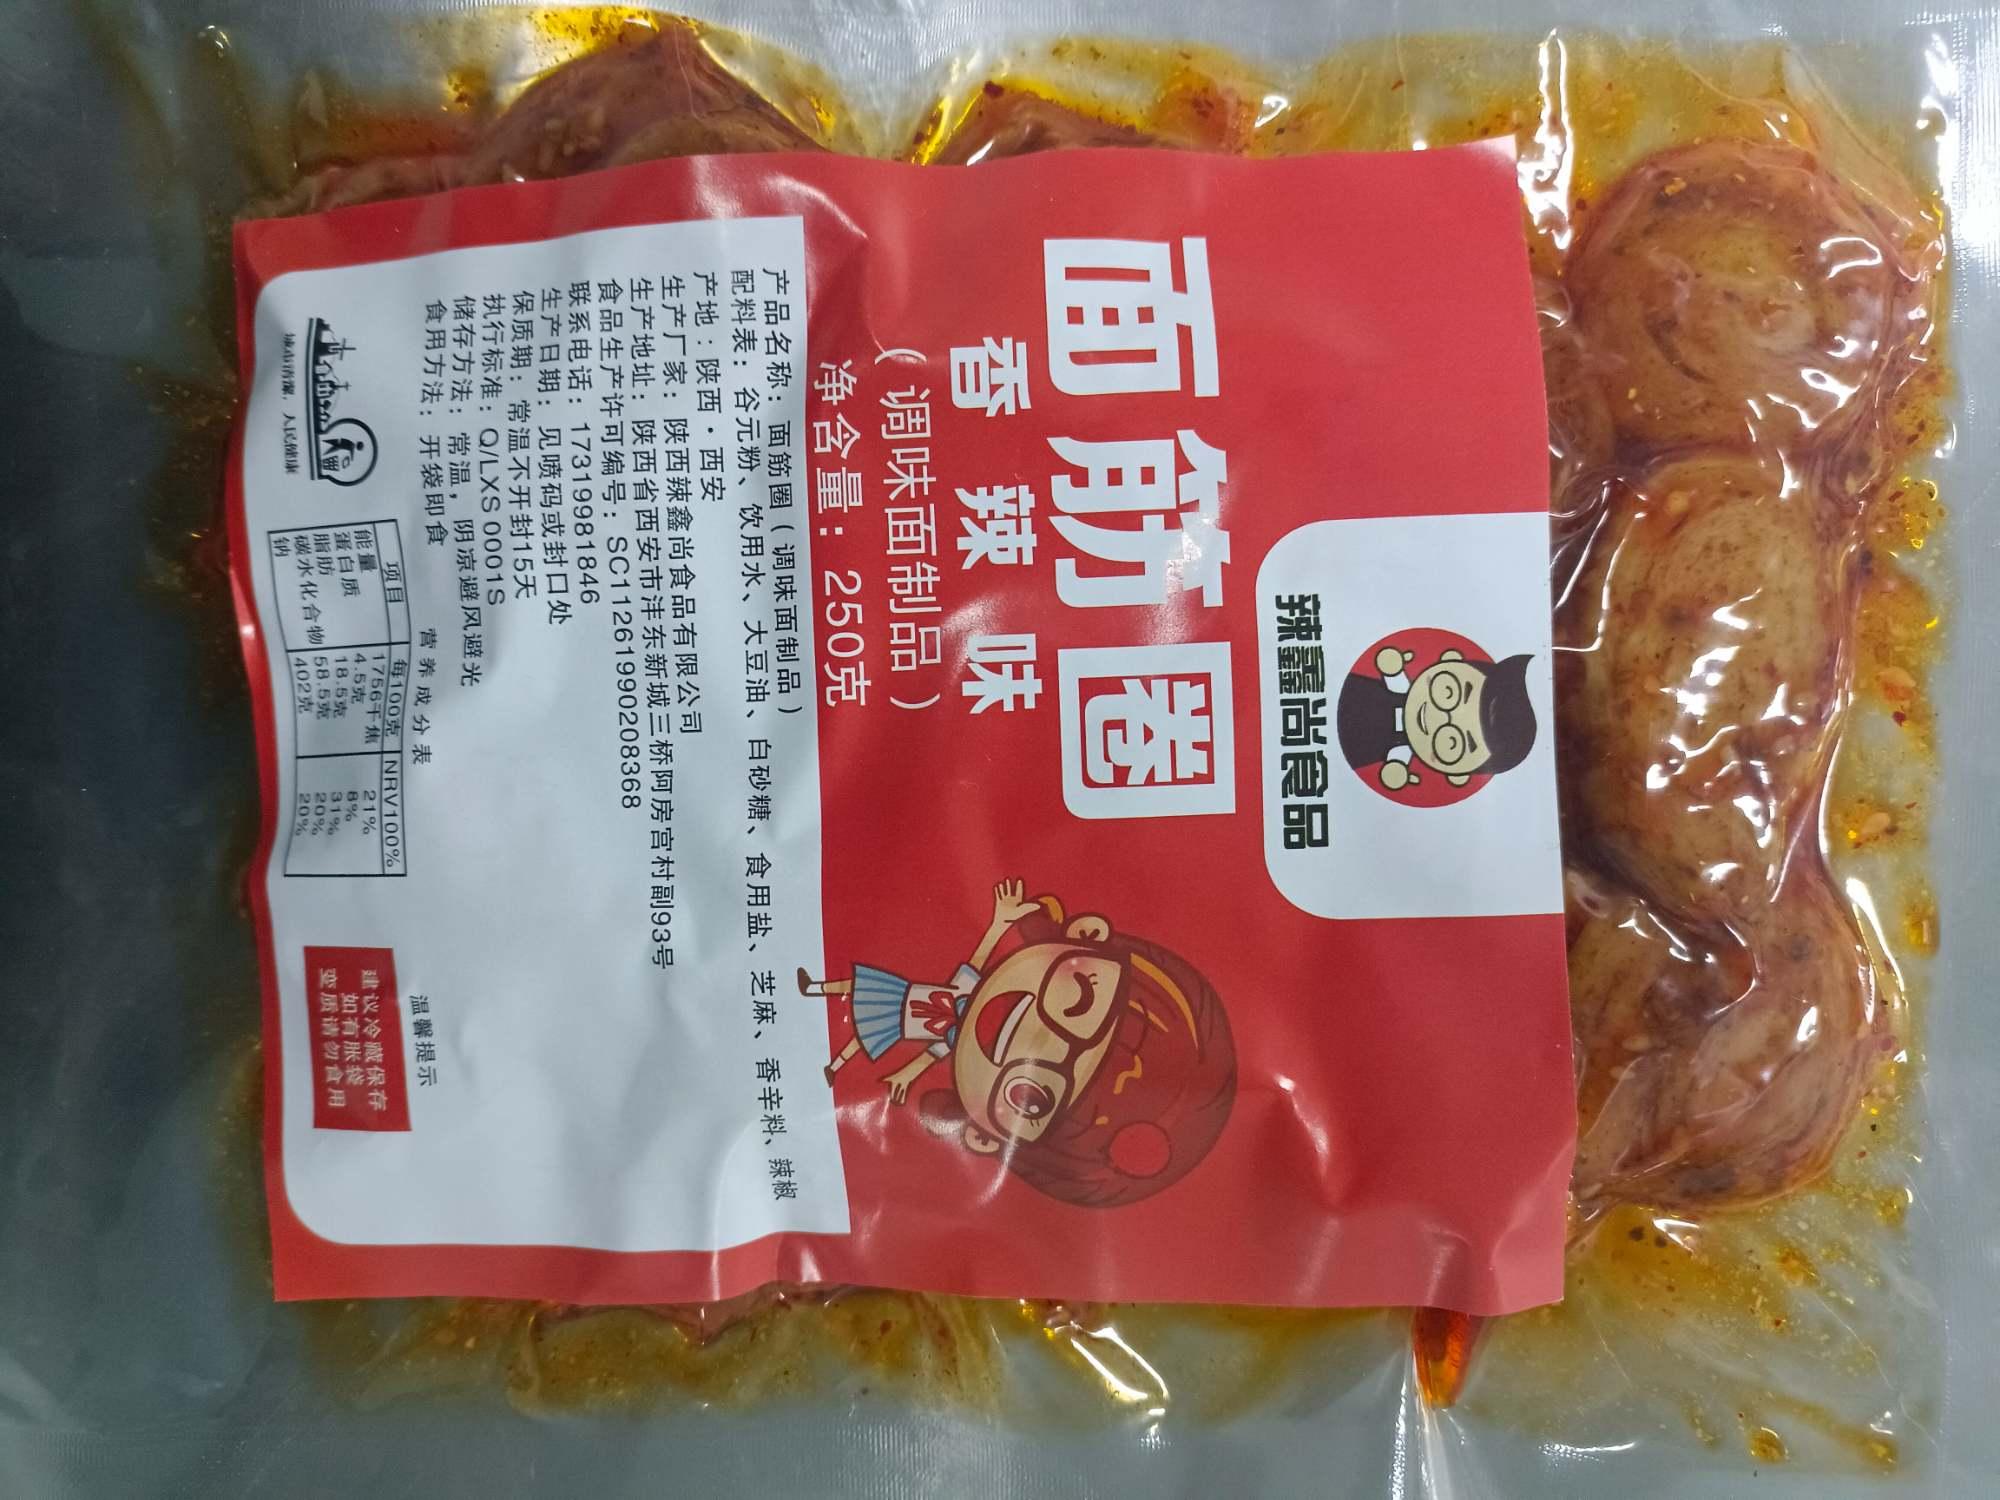 辣鑫尚食品
面筋圈
香辣味
（调味面制品）
净含量：250克
产品名称：面筋圈（调味面制品）
配料表：谷元粉、饮用水、大豆油、白砂糖、食用盐、芝麻、香辛料、辣椒
产地：陕西·西安
生产厂家：陕西辣鑫尚食品有限公司
生产地址：陕西省西安市沣东新城三桥阿房宫村副93号
食品生产许可编号：SC11261990208368
联系电话：17319981846
生产日期：见喷码或封口处
保质期：常温不开封15天
执行标准：Q/LXS 0001S
储存方法：常温，阴凉避风避光
食用方法：开袋即食
营养成分表
项目 每100克 NRV100%
能量 1756千焦 21%
蛋白质 4.5克 8%
脂肪 18.5克 31%
碳水化合物 58.5克 20%
钠 402克 20%
城市清洁，人民健康
温馨提示
建议冷藏保存
如有胀袋
变质请勿食用